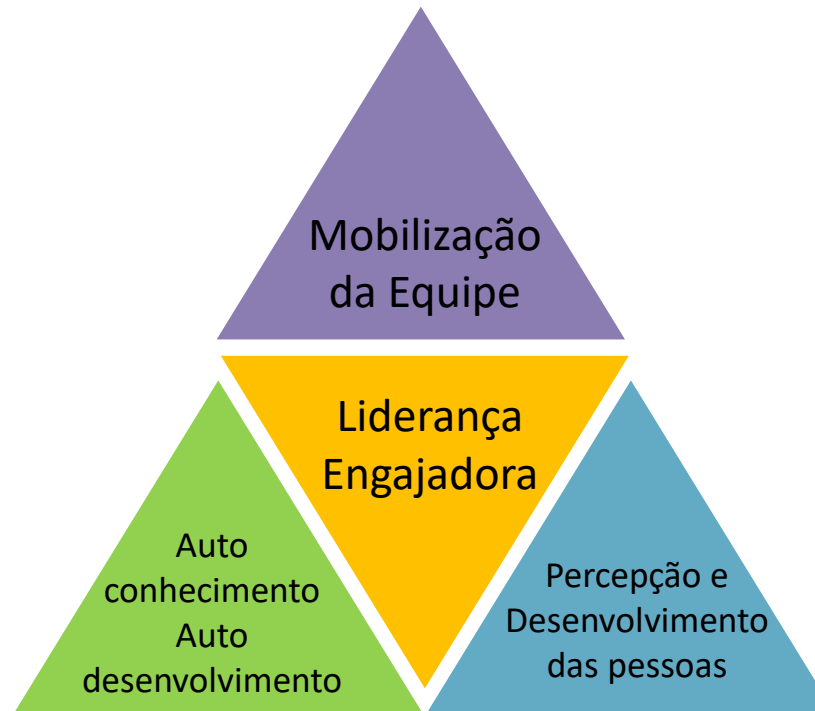 Mobilização
da Equipe
Liderança
Engajadora
Auto
conhecimento
Auto
desenvolvimento
Percepção e
Desenvolvimento
das pessoas